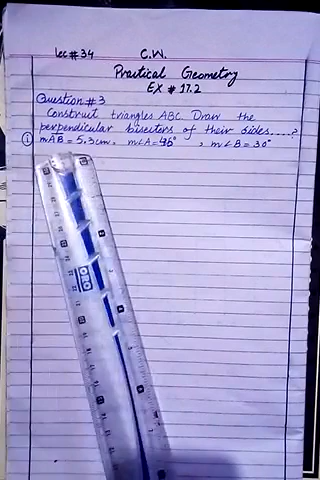 Lec # 34 C.W.
Practical Geometry
EX # 17.2
Question # 3
Construct triangles ABC. Draw the
perpendicular bisectors of their sides.....?
① mAB = 5.3cm, m∠A = 45° , m∠B = 30°